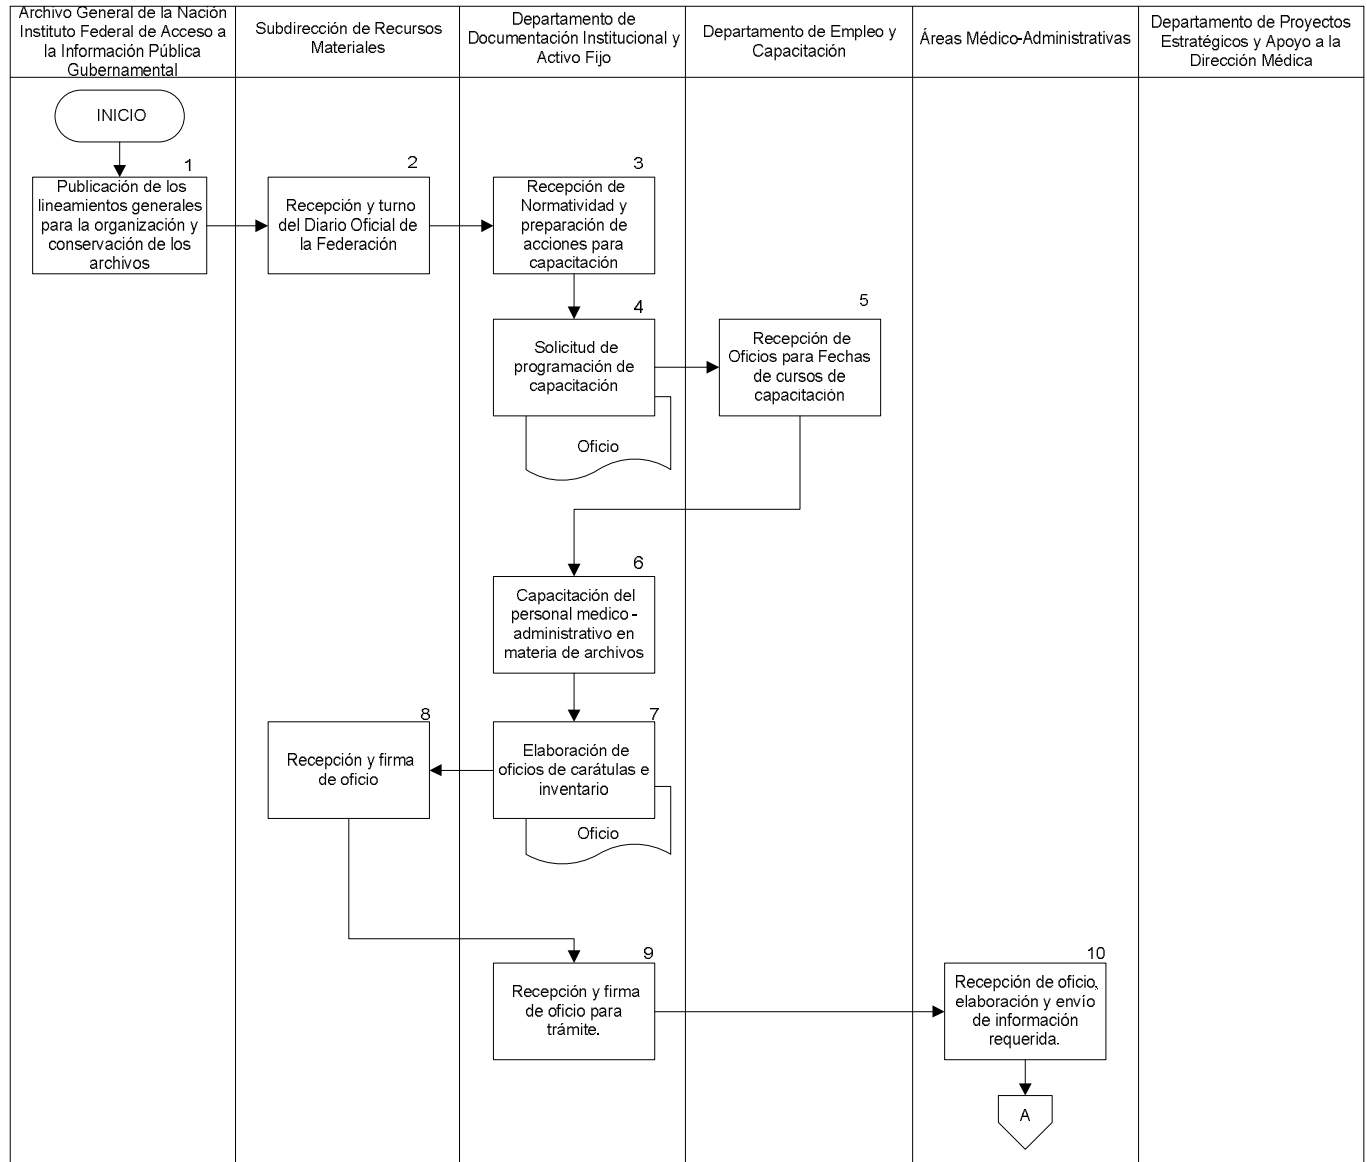 Archivo General de la Nación
Instituto Federal de Acceso a
la Información Pública
Gubernamental
Subdirección de Recursos
Materiales
Departamento de
Documentación Institucional y
Activo Fijo
Departamento de Empleo y
Capacitación
Áreas Médico-Administrativas
Departamento de Proyectos
Estratégicos y Apoyo a la
Dirección Médica
INICIO
1
Publicación de los
lineamientos generales
para la organización y
conservación de los
archivos
2
Recepción y turno
del Diario Oficial de
la Federación
3
Recepción de
Normatividad y
preparación de
acciones para
capacitación
4
Solicitud de
programación de
capacitación
Oficio
5
Recepción de
Oficios para Fechas
de cursos de
capacitación
6
Capacitación del
personal medico -
administrativo en
materia de archivos
7
Elaboración de
oficios de carátulas e
inventario
Oficio
8
Recepción y firma
de oficio
9
Recepción y firma
de oficio para
trámite.
10
Recepción de oficio,
elaboración y envío
de información
requerida.
A